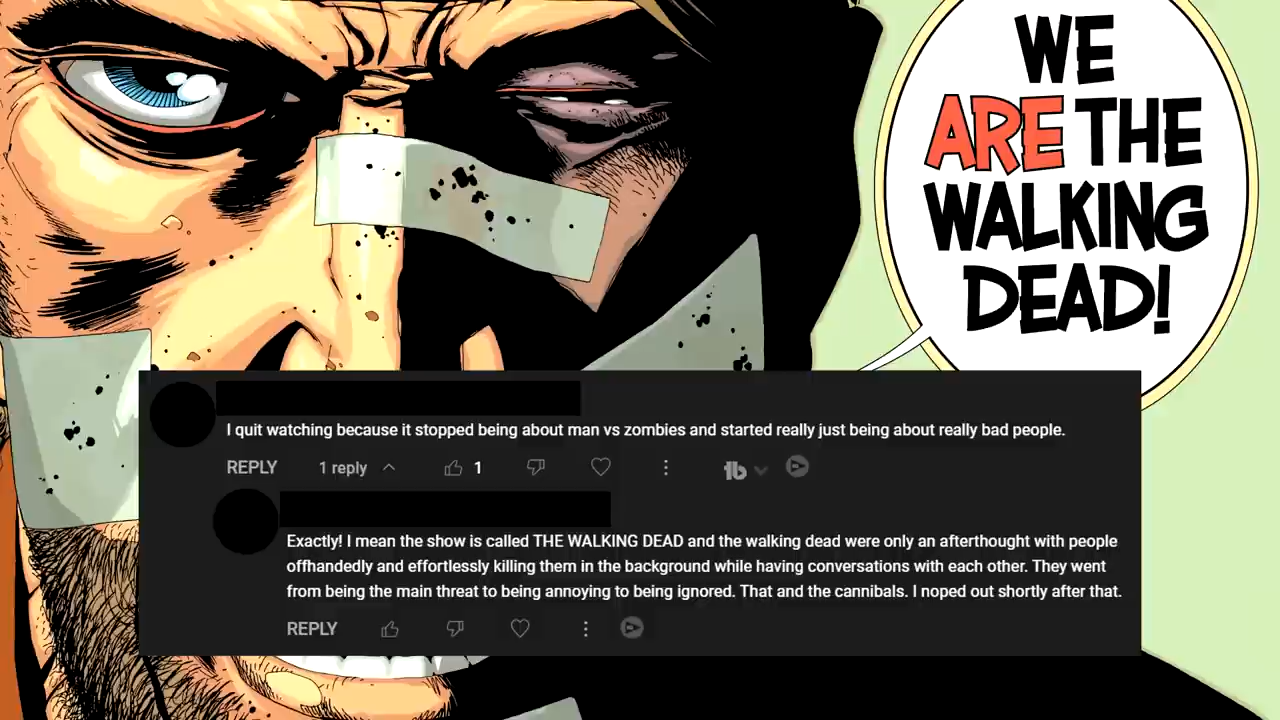 WE
ARE THE
WALKING
DEAD!
I quit watching because it stopped being about man vs zombies and started really just being about really bad people.
REPLY 1 reply 1 tb
Exactly! I mean the show is called THE WALKING DEAD and the walking dead were only an afterthought with people
offhandedly and effortlessly killing them in the background while having conversations with each other. They went
from being the main threat to being annoying to being ignored. That and the cannibals. I noped out shortly after that.
REPLY